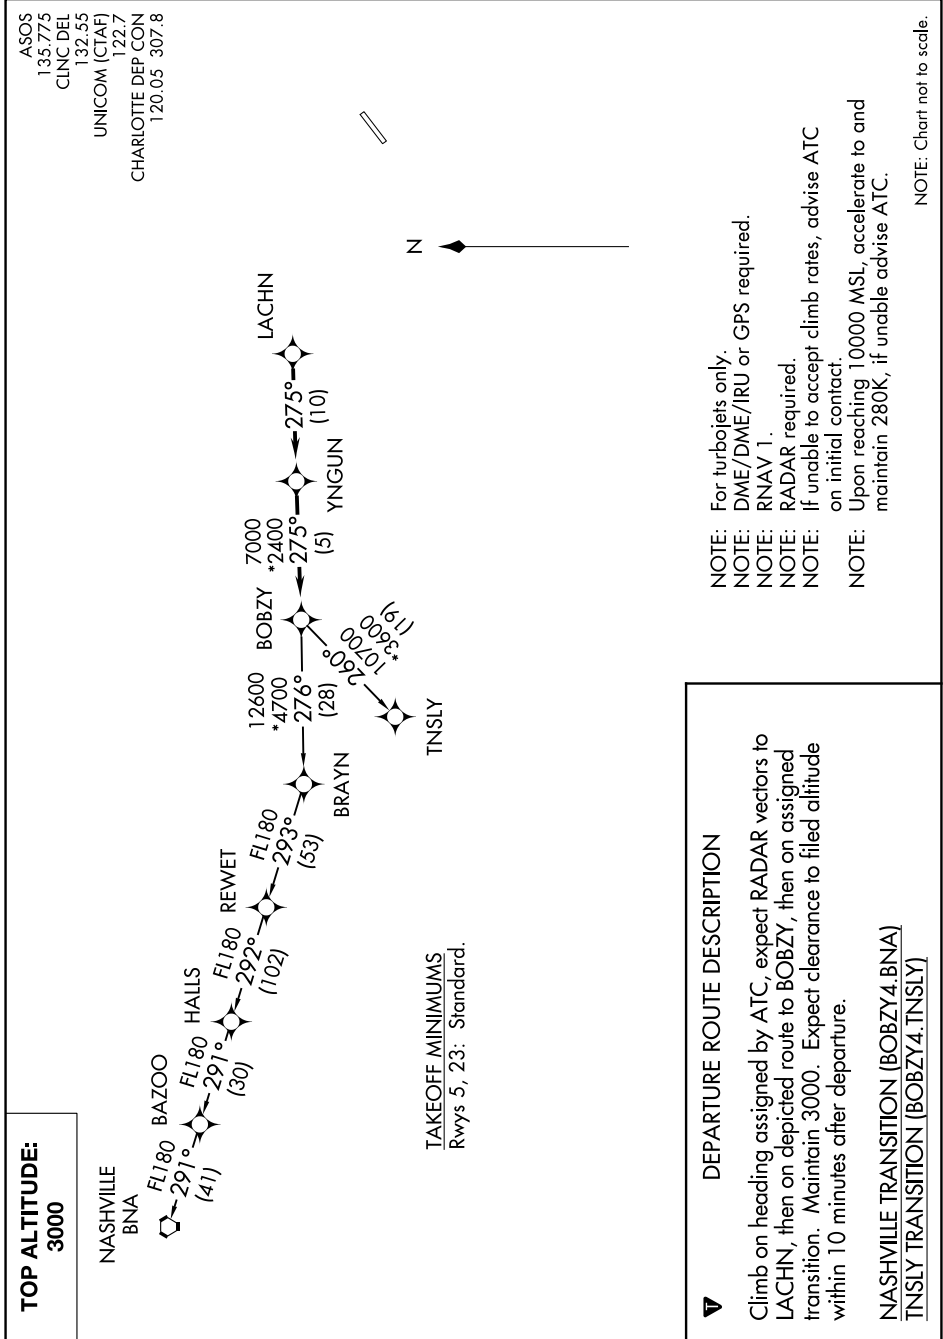 TOP ALTITUDE:
3000
ASOS
135.775
CLNC DEL
132.55
UNICOM (CTAF)
122.7
CHARLOTTE DEP CON
120.05 307.8
NASHVILLE
BNA
FL180
291°
(41)
BAZOO
FL180
291°
(30)
HALLS
FL180
292°
(102)
REWET
FL180
293°
(53)
BRAYN
12600
*4700
276°
(28)
BOBZY
7000
*2400
275°
(5)
YNGUN
275°
(10)
LACHN
260°
10700
*3600
(19)
TNSLY
N
TAKEOFF MINIMUMS
Rwys 5, 23: Standard.
NOTE: For turbojets only.
NOTE: DME/DME/IRU or GPS required.
NOTE: RNAV 1.
NOTE: RADAR required.
NOTE: If unable to accept climb rates, advise ATC
on initial contact.
NOTE: Upon reaching 10000 MSL, accelerate to and
maintain 280K, if unable advise ATC.
NOTE: Chart not to scale.
T
DEPARTURE ROUTE DESCRIPTION
Climb on heading assigned by ATC, expect RADAR vectors to
LACHN, then on depicted route to BOBZY, then on assigned
transition. Maintain 3000. Expect clearance to filed altitude
within 10 minutes after departure.
NASHVILLE TRANSITION (BOBZY4.BNA)
TNSLY TRANSITION (BOBZY4.TNSLY)